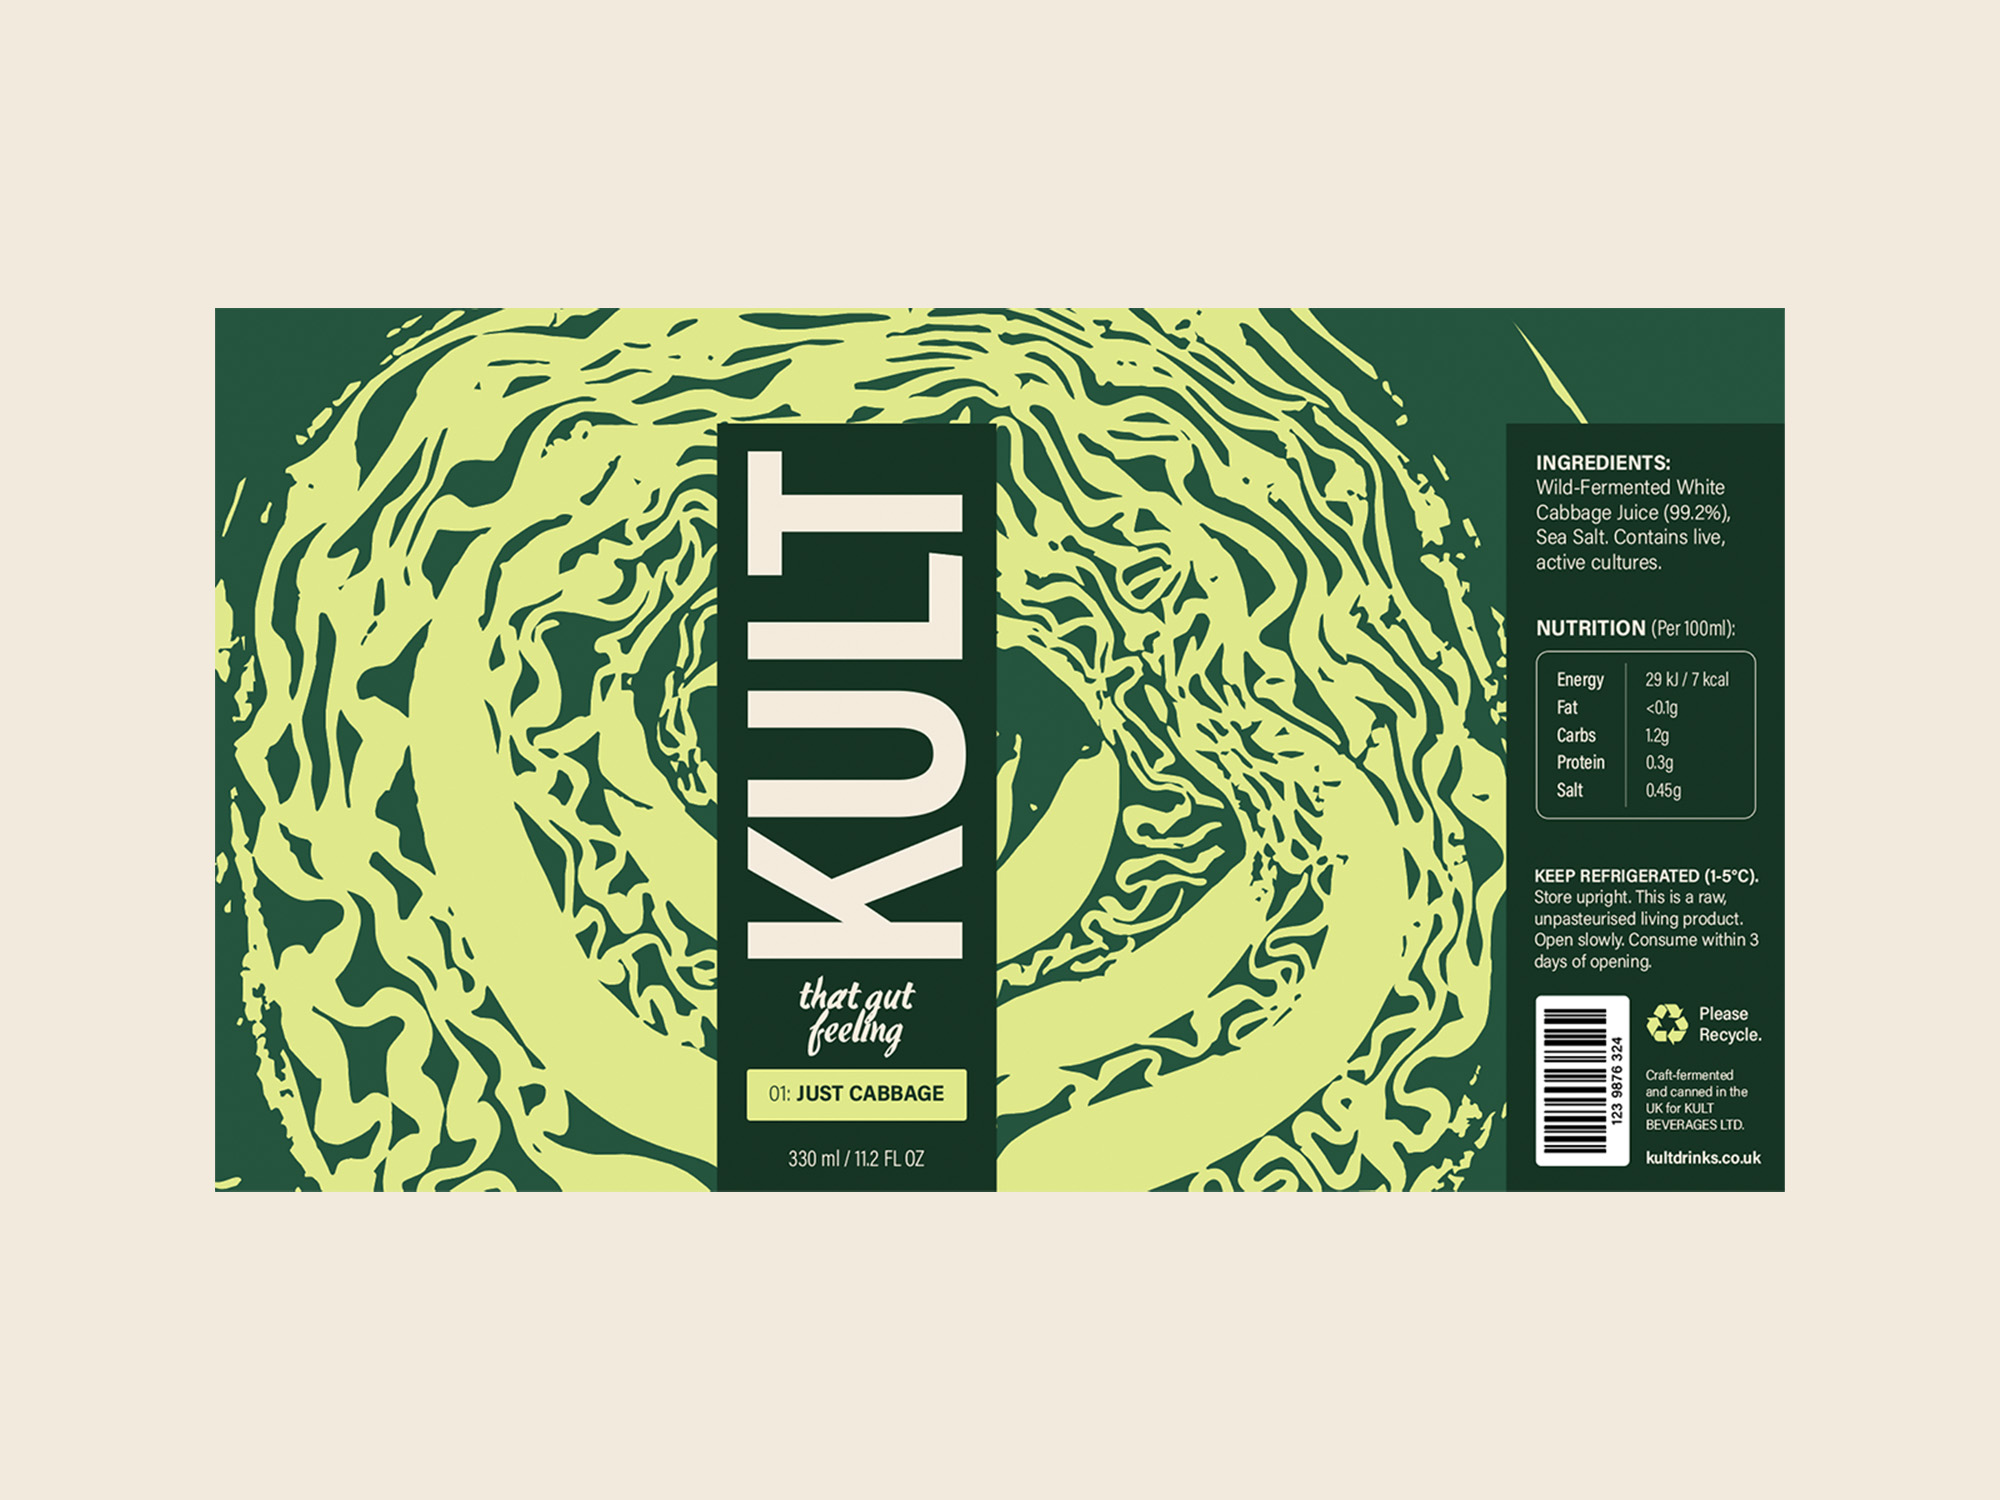 KULT
that gut
feeling
01: JUST CABBAGE
330 ml / 11.2 FL OZ
INGREDIENTS:
Wild-Fermented White
Cabbage Juice (99.2%),
Sea Salt. Contains live,
active cultures.
NUTRITION (Per 100ml):
Energy 29 kJ / 7 kcal
Fat <0.1g
Carbs 1.2g
Protein 0.3g
Salt 0.45g
KEEP REFRIGERATED (1-5°C).
Store upright. This is a raw,
unpasteurised living product.
Open slowly. Consume within 3
days of opening.
123 9876 324
Please
Recycle.
Craft-fermented
and canned in the
UK for KULT
BEVERAGES LTD.
kultdrinks.co.uk